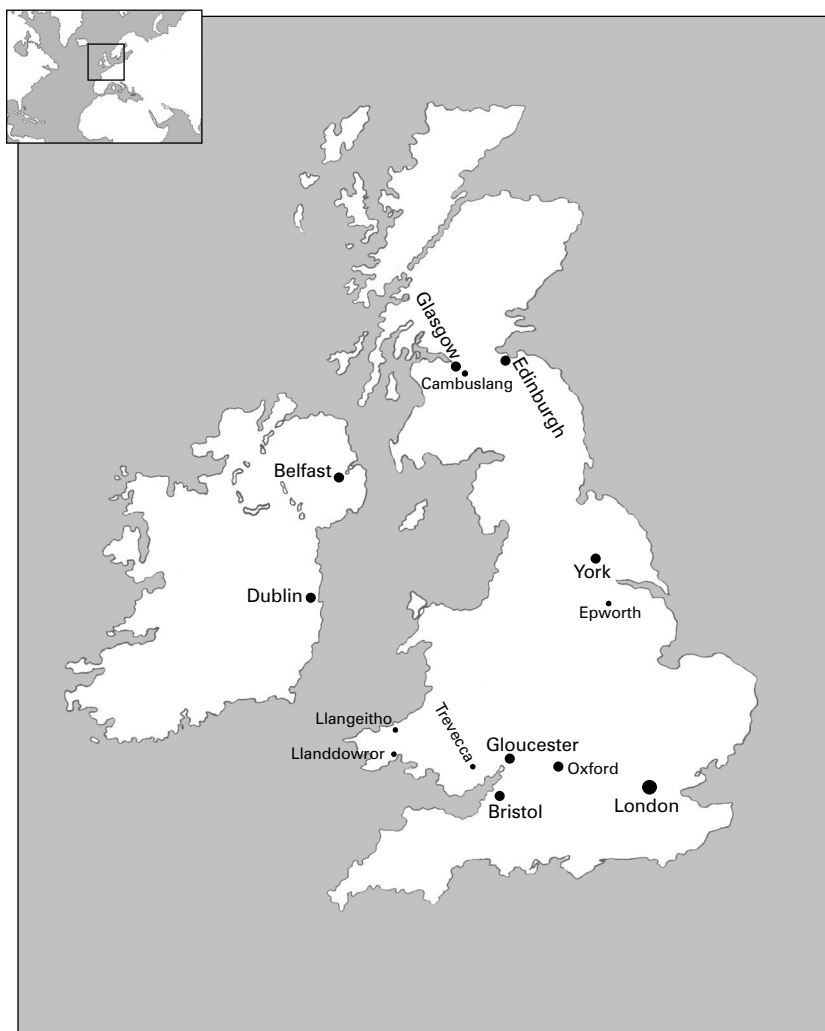 Glasgow
Edinburgh
Cambuslang
Belfast
York
Dublin
Epworth
Llangeitho
Trevecca
Llanddowror
Gloucester
Oxford
Bristol
London